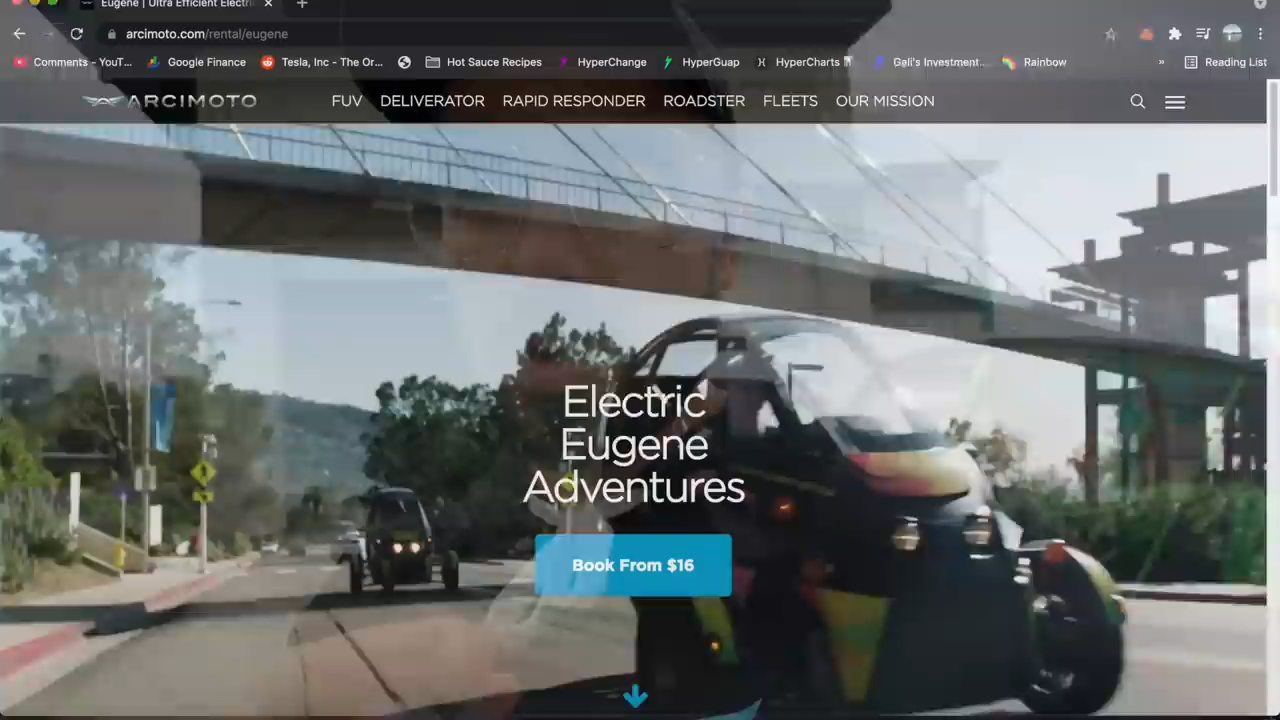 Eugene | Ultra Efficient Electri
arcimoto.com/rental/eugene
Comments - YouT... Google Finance Tesla, Inc - The Or... Hot Sauce Recipes HyperChange HyperGuap HyperCharts Gali's Investment... Rainbow » Reading List
ARCIMOTO FUV DELIVERATOR RAPID RESPONDER ROADSTER FLEETS OUR MISSION
Electric
Eugene
Adventures
Book From $16